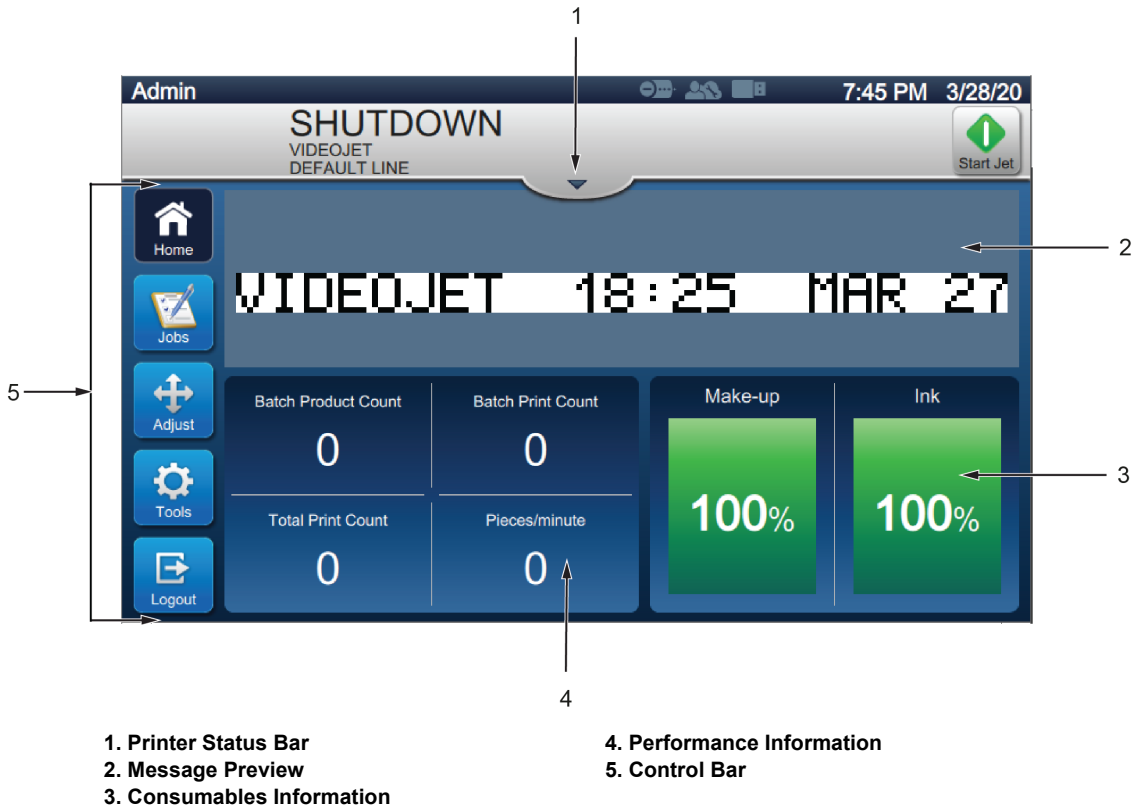 1
Admin
7:45 PM 3/28/20
SHUTDOWN
VIDEOJET
DEFAULT LINE
Start Jet
Home
2
VIDEOJET 18:25 MAR 27
Jobs
5
Adjust
Batch Product Count
0
Batch Print Count
0
Make-up
100%
Ink
100%
3
Tools
Total Print Count
0
Pieces/minute
0
Logout
4
1. Printer Status Bar
2. Message Preview
3. Consumables Information
4. Performance Information
5. Control Bar